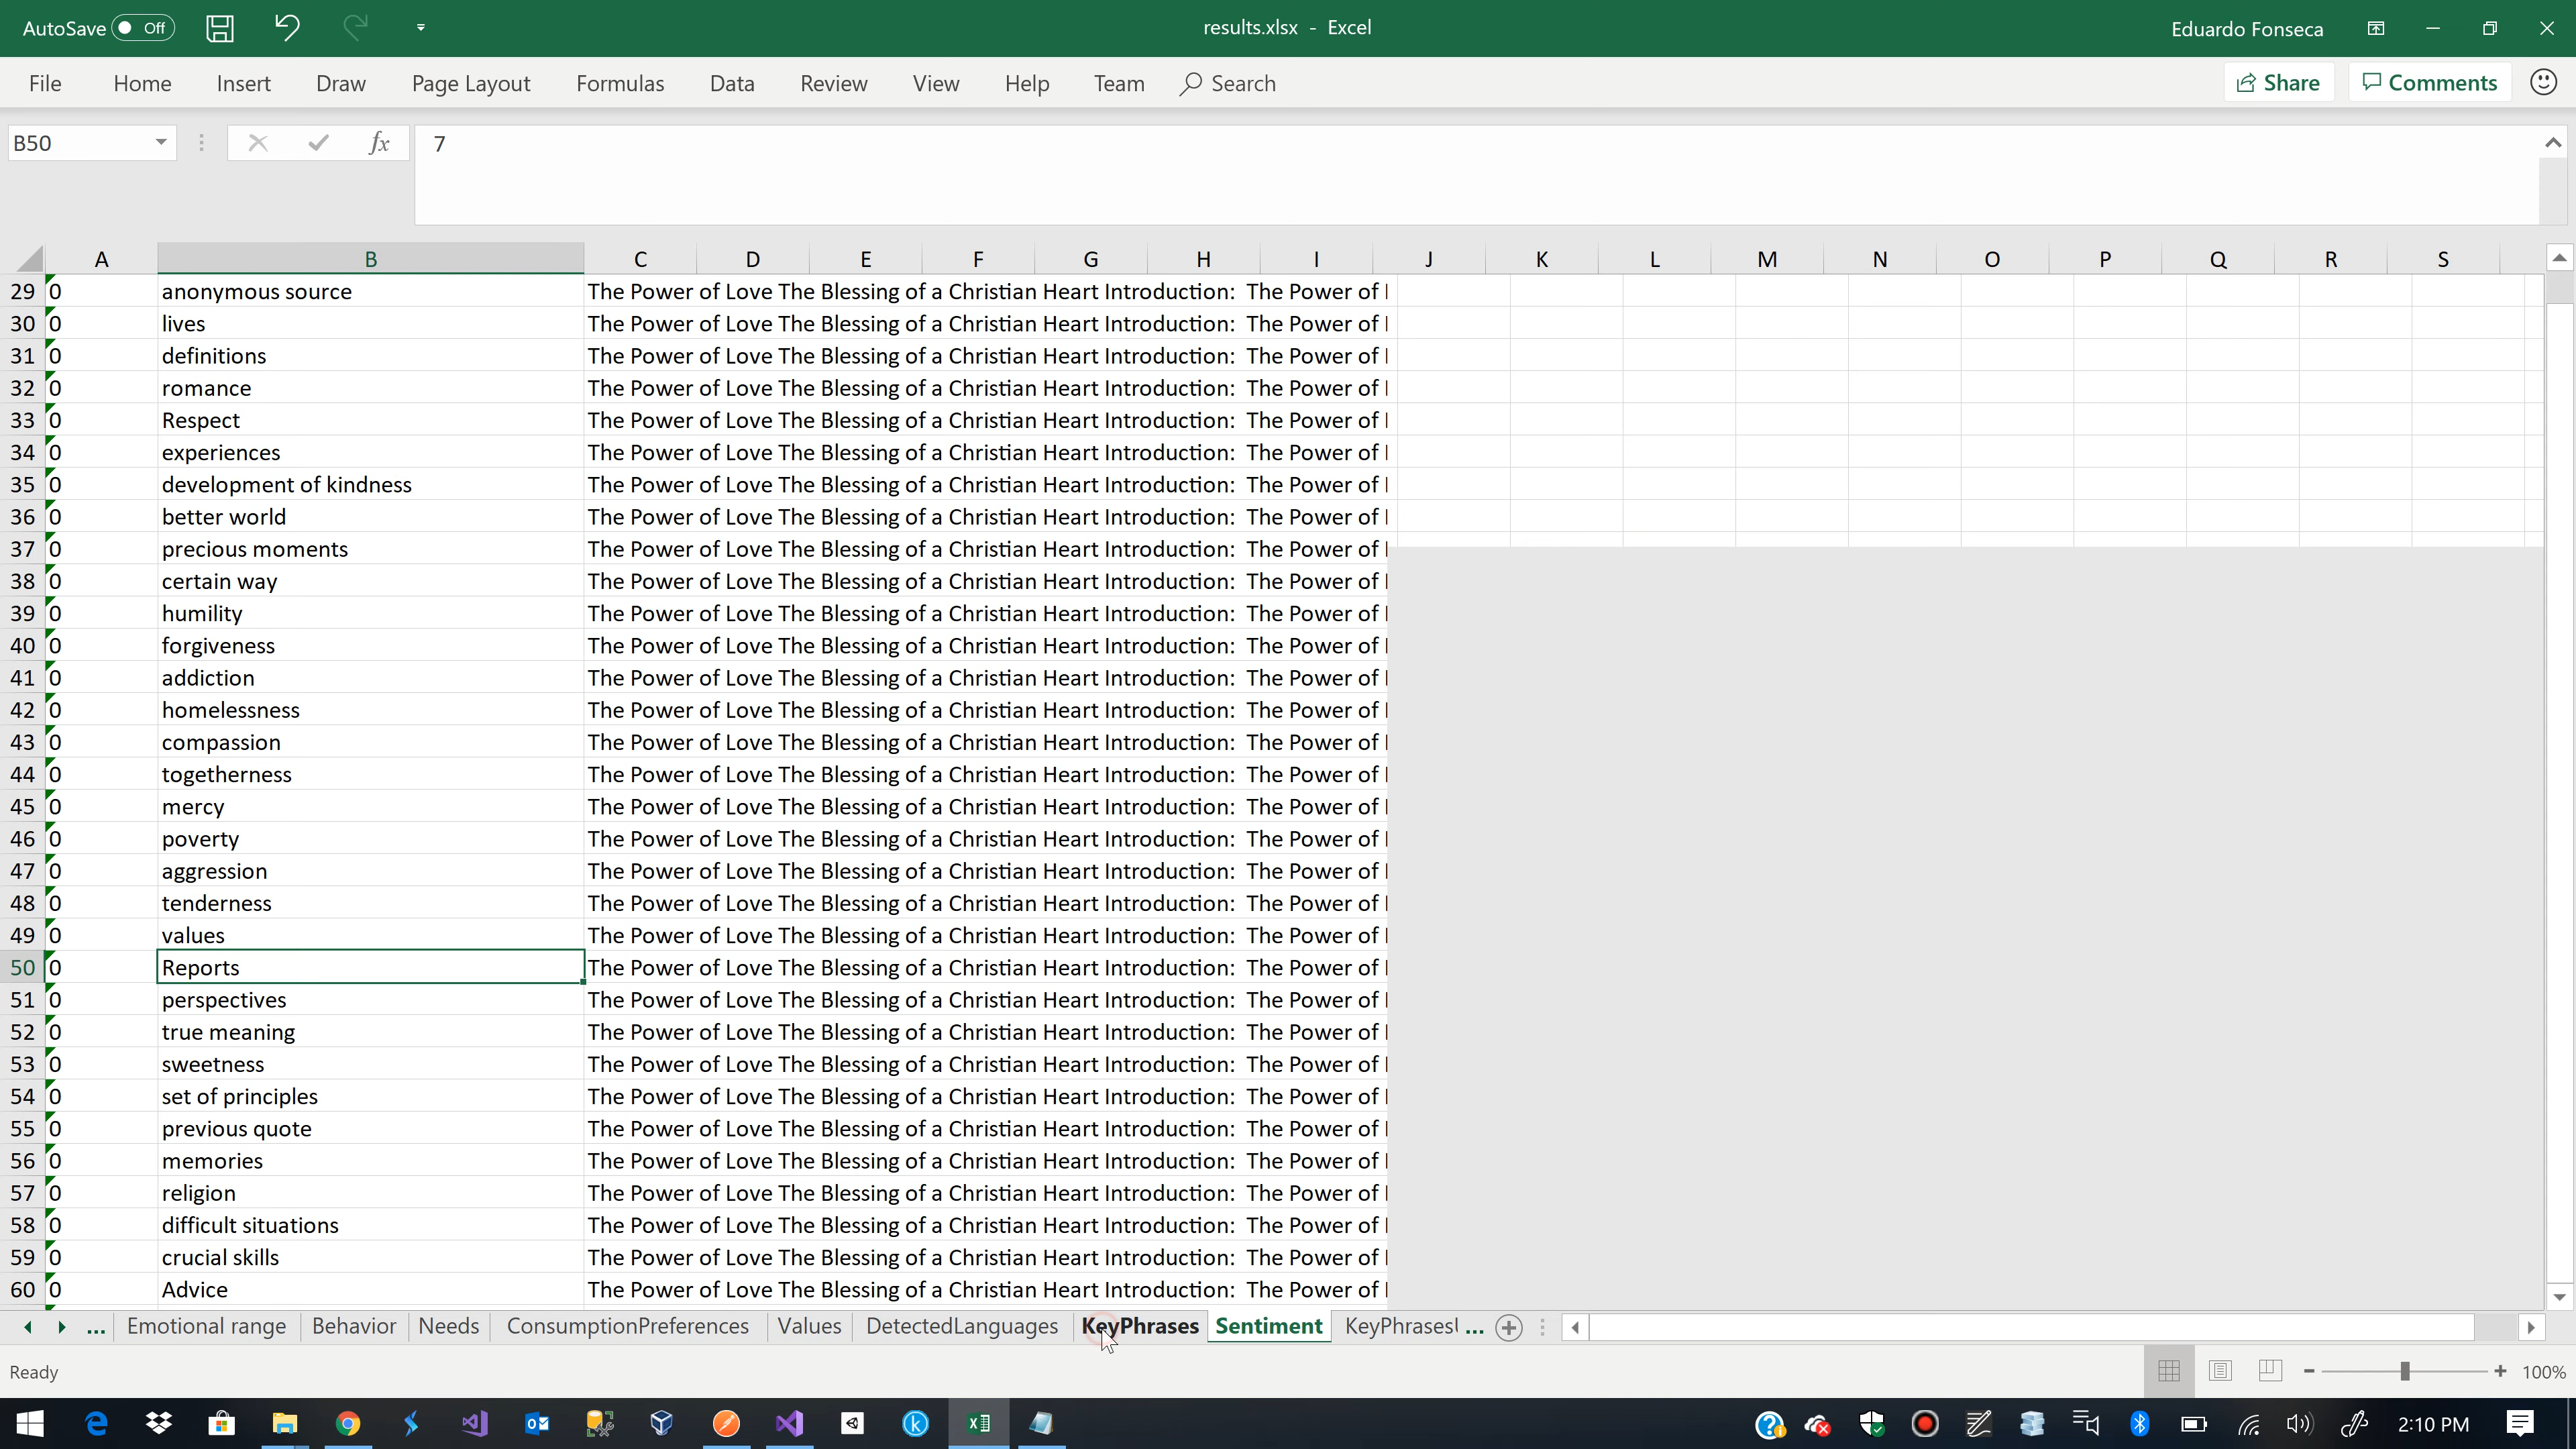 AutoSave Off results.xlsx - Excel Eduardo Fonseca
File Home Insert Draw Page Layout Formulas Data Review View Help Team Search Share Comments
B50 fx 7
A B C D E F G H I J K L M N O P Q R S
29 0 anonymous source The Power of Love The Blessing of a Christian Heart Introduction: The Power of
30 0 lives The Power of Love The Blessing of a Christian Heart Introduction: The Power of
31 0 definitions The Power of Love The Blessing of a Christian Heart Introduction: The Power of
32 0 romance The Power of Love The Blessing of a Christian Heart Introduction: The Power of
33 0 Respect The Power of Love The Blessing of a Christian Heart Introduction: The Power of
34 0 experiences The Power of Love The Blessing of a Christian Heart Introduction: The Power of
35 0 development of kindness The Power of Love The Blessing of a Christian Heart Introduction: The Power of
36 0 better world The Power of Love The Blessing of a Christian Heart Introduction: The Power of
37 0 precious moments The Power of Love The Blessing of a Christian Heart Introduction: The Power of
38 0 certain way The Power of Love The Blessing of a Christian Heart Introduction: The Power of
39 0 humility The Power of Love The Blessing of a Christian Heart Introduction: The Power of
40 0 forgiveness The Power of Love The Blessing of a Christian Heart Introduction: The Power of
41 0 addiction The Power of Love The Blessing of a Christian Heart Introduction: The Power of
42 0 homelessness The Power of Love The Blessing of a Christian Heart Introduction: The Power of
43 0 compassion The Power of Love The Blessing of a Christian Heart Introduction: The Power of
44 0 togetherness The Power of Love The Blessing of a Christian Heart Introduction: The Power of
45 0 mercy The Power of Love The Blessing of a Christian Heart Introduction: The Power of
46 0 poverty The Power of Love The Blessing of a Christian Heart Introduction: The Power of
47 0 aggression The Power of Love The Blessing of a Christian Heart Introduction: The Power of
48 0 tenderness The Power of Love The Blessing of a Christian Heart Introduction: The Power of
49 0 values The Power of Love The Blessing of a Christian Heart Introduction: The Power of
50 0 Reports The Power of Love The Blessing of a Christian Heart Introduction: The Power of
51 0 perspectives The Power of Love The Blessing of a Christian Heart Introduction: The Power of
52 0 true meaning The Power of Love The Blessing of a Christian Heart Introduction: The Power of
53 0 sweetness The Power of Love The Blessing of a Christian Heart Introduction: The Power of
54 0 set of principles The Power of Love The Blessing of a Christian Heart Introduction: The Power of
55 0 previous quote The Power of Love The Blessing of a Christian Heart Introduction: The Power of
56 0 memories The Power of Love The Blessing of a Christian Heart Introduction: The Power of
57 0 religion The Power of Love The Blessing of a Christian Heart Introduction: The Power of
58 0 difficult situations The Power of Love The Blessing of a Christian Heart Introduction: The Power of
59 0 crucial skills The Power of Love The Blessing of a Christian Heart Introduction: The Power of
60 0 Advice The Power of Love The Blessing of a Christian Heart Introduction: The Power of
... Emotional range Behavior Needs ConsumptionPreferences Values DetectedLanguages KeyPhrases Sentiment ...
Ready 100%
2:10 PM